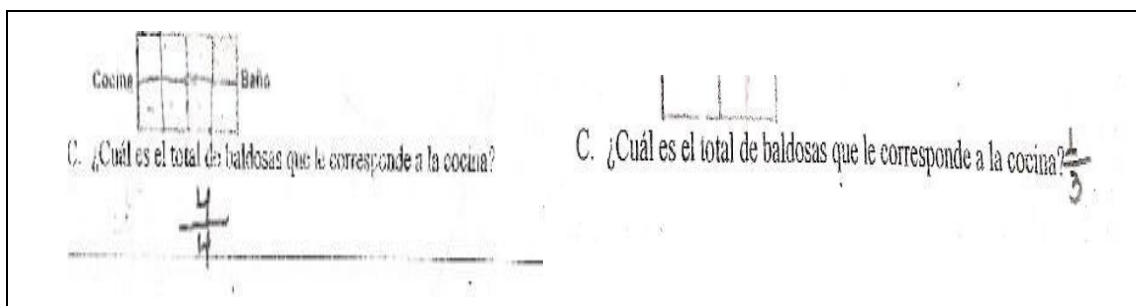 Cocina Baño
C. ¿Cuál es el total de baldosas que le corresponde a la cocina?
4/4
C. ¿Cuál es el total de baldosas que le corresponde a la cocina? 1/3